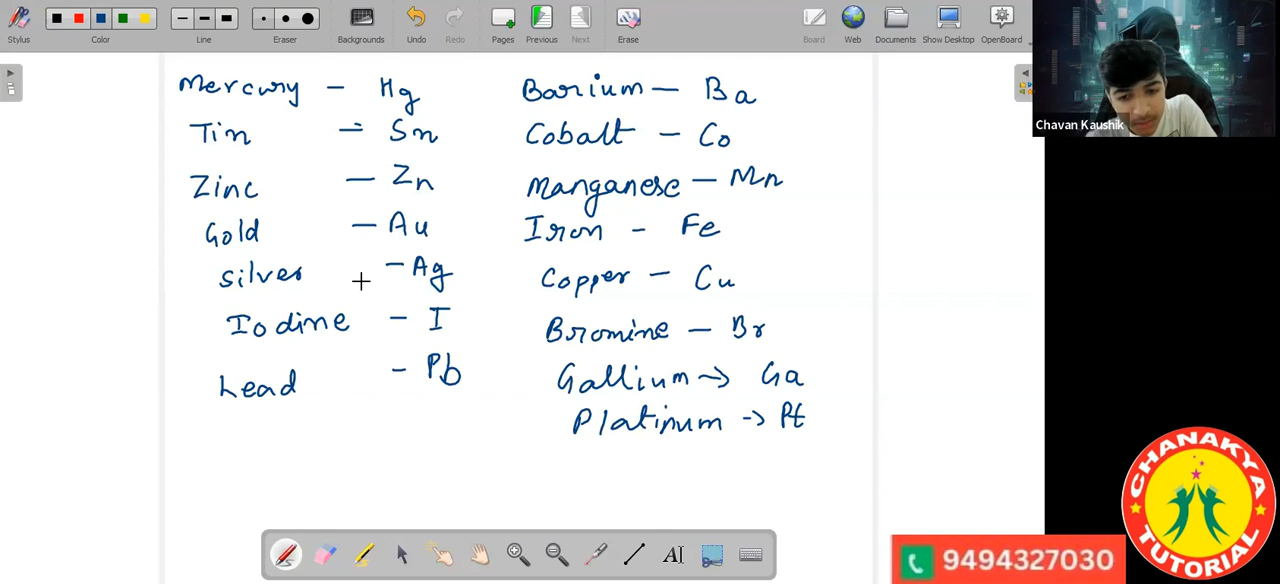 Stylus
Color
Line
Eraser
Backgrounds
Undo
Redo
Pages
Previous
Next
Erase
Board
Web
Documents
Show Desktop
OpenBoard
Chavan Kaushik
Mercury - Hg
Tin - Sn
Zinc - Zn
Gold - Au
Silver - Ag
Iodine - I
Lead - Pb
Barium - Ba
Cobalt - Co
Manganese - Mn
Iron - Fe
Copper - Cu
Bromine - Br
Gallium → Ga
Platinum → Pt
CHANAKYA
TUTORIAL
9494327030